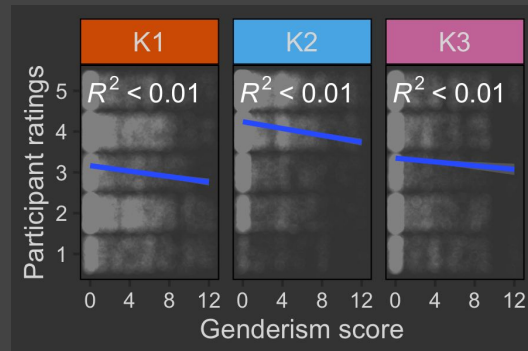 K1 K2 K3
R² < 0.01 R² < 0.01 R² < 0.01
Participant ratings
5
4
3
2
1
0 4 8 12 0 4 8 12 0 4 8 12
Genderism score